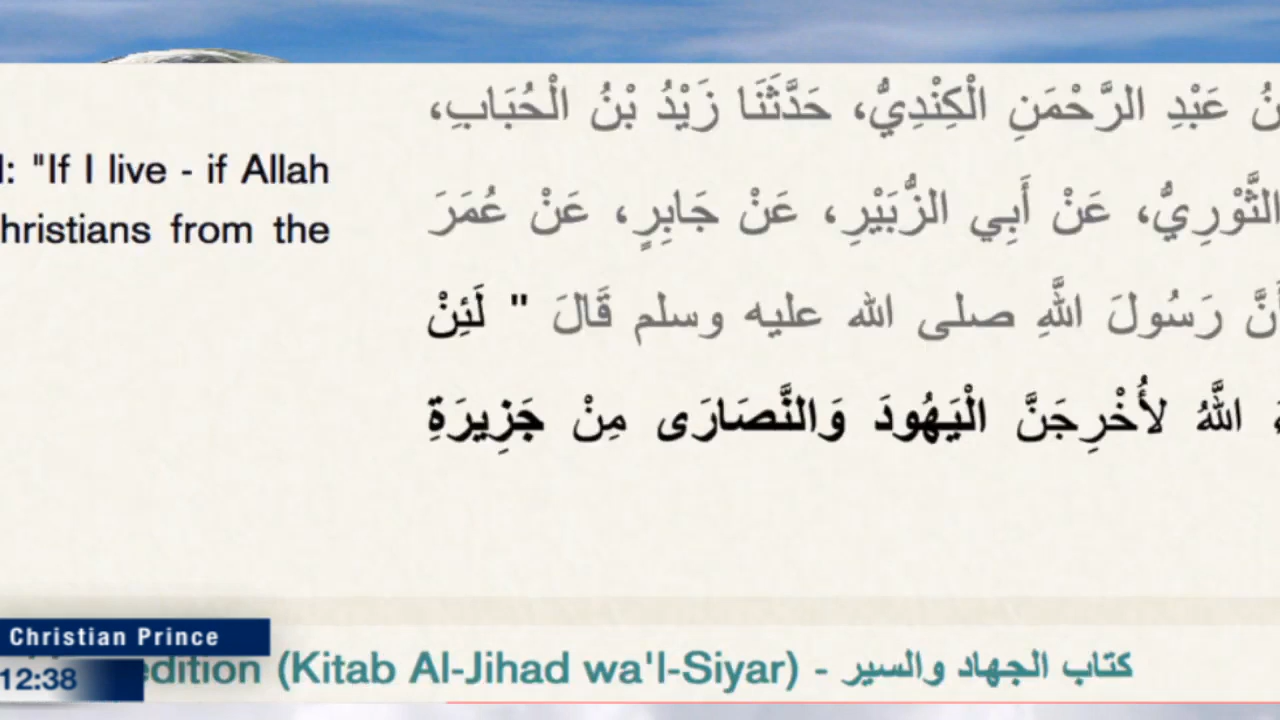 نُ عَبْدِ الرَّحْمَنِ الْكِنْدِيُّ، حَدَّثَنَا زَيْدُ بْنُ الْحُبَابِ،
: "If I live - if Allah
الثَّوْرِيُّ، عَنْ أَبِي الزُّبَيْرِ، عَنْ جَابِرٍ، عَنْ عُمَرَ
hristians from the
أَنَّ رَسُولَ اللَّهِ صلى الله عليه وسلم قَالَ " لَئِنْ
اللَّهُ لأُخْرِجَنَّ الْيَهُودَ وَالنَّصَارَى مِنْ جَزِيرَةِ
Christian Prince
edition (Kitab Al-Jihad wa'l-Siyar) - كتاب الجهاد والسير
12:38